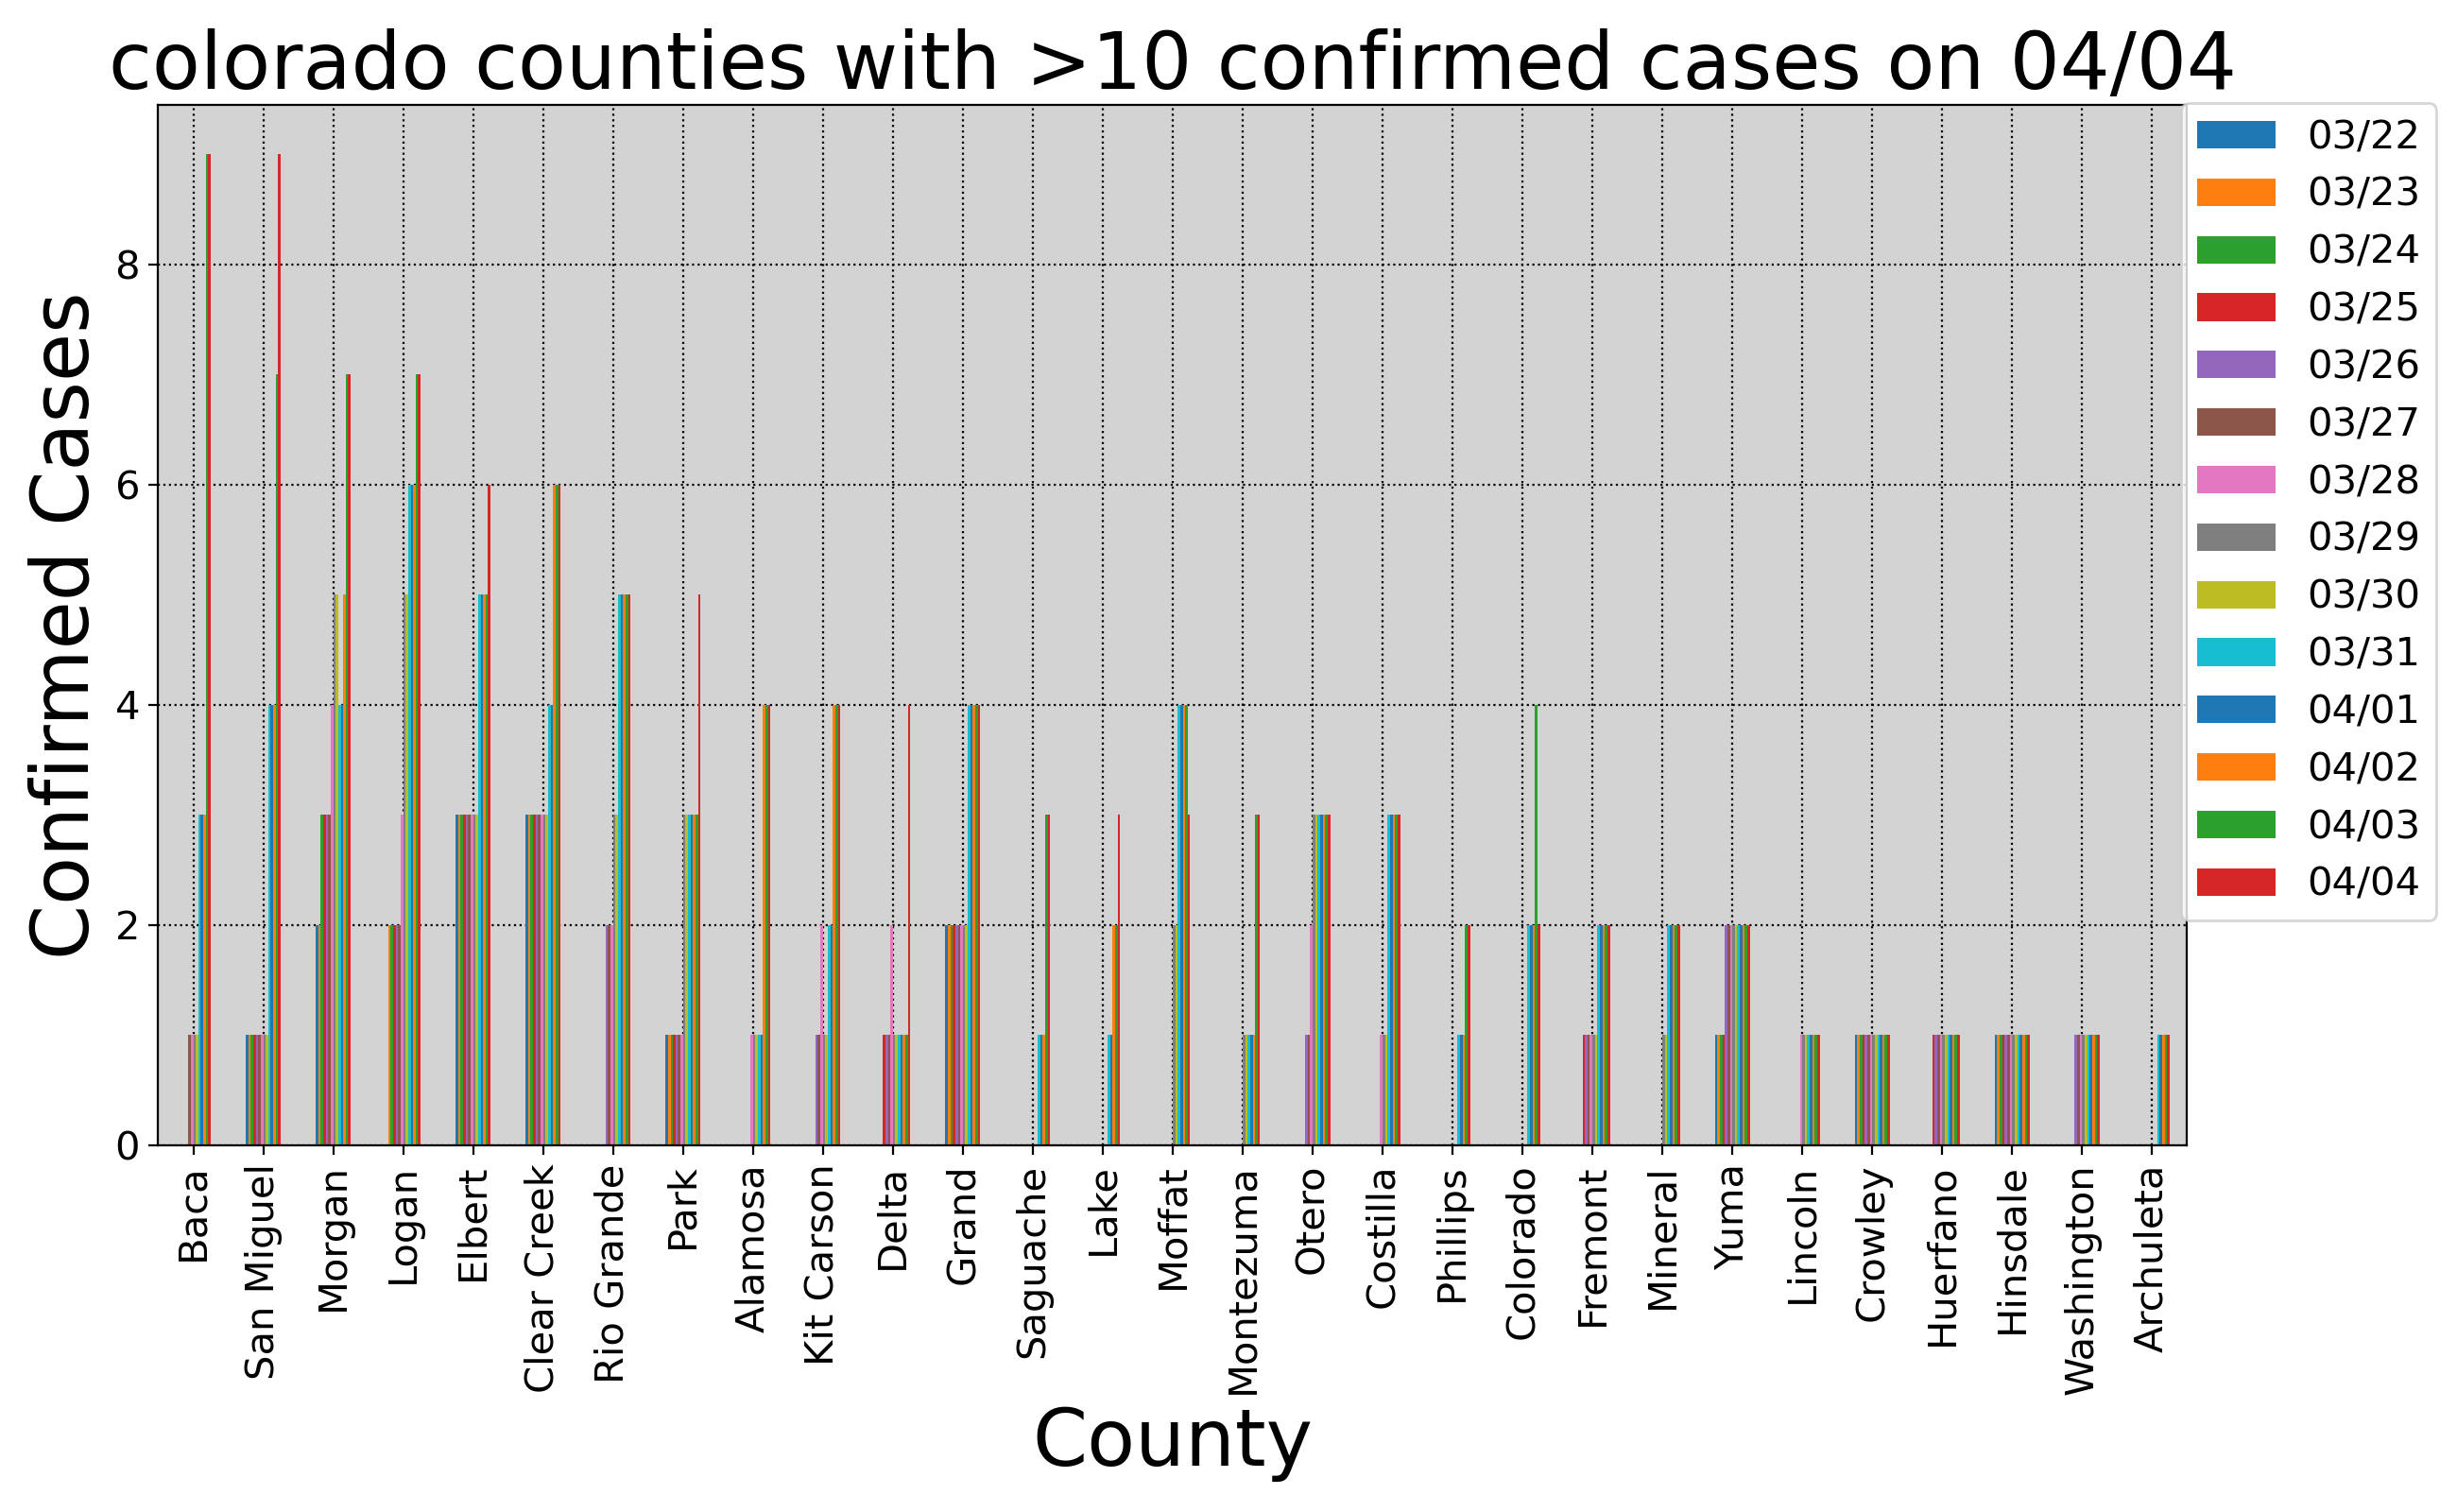 colorado counties with >10 confirmed cases on 04/04
Confirmed Cases
8
6
4
2
0
03/22
03/23
03/24
03/25
03/26
03/27
03/28
03/29
03/30
03/31
04/01
04/02
04/03
04/04
Baca
San Miguel
Morgan
Logan
Elbert
Clear Creek
Rio Grande
Park
Alamosa
Kit Carson
Delta
Grand
Saguache
Lake
Moffat
Montezuma
Otero
Costilla
Phillips
Colorado
Fremont
Mineral
Yuma
Lincoln
Crowley
Huerfano
Hinsdale
Washington
Archuleta
County